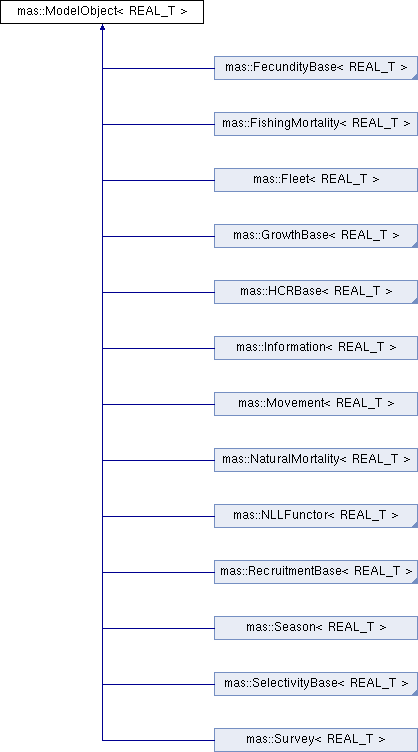 mas::ModelObject< REAL_T >
mas::FecundityBase< REAL_T >
mas::FishingMortality< REAL_T >
mas::Fleet< REAL_T >
mas::GrowthBase< REAL_T >
mas::HCRBase< REAL_T >
mas::Information< REAL_T >
mas::Movement< REAL_T >
mas::NaturalMortality< REAL_T >
mas::NLLFunctor< REAL_T >
mas::RecruitmentBase< REAL_T >
mas::Season< REAL_T >
mas::SelectivityBase< REAL_T >
mas::Survey< REAL_T >